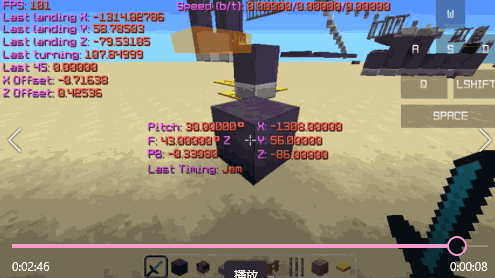 FPS: 101
Speed(b/t): 0.00000/0.00000/0.00000
Last landing X: -1314.02786
Last landing Y: 58.78503
Last landing Z: -79.53105
Last turning: 107.84999
Last 45: 0.00000
X Offset: -0.71638
Z Offset: 0.42536
W
A S D
Q LSHIFT
SPACE
Pitch: 30.00000° X: -1308.00000
F: 43.00000° Z Y: 56.00000
PB: -0.33089 Z: -86.00000
Last Timing: Jam
0:02:46
0:00:08
播放